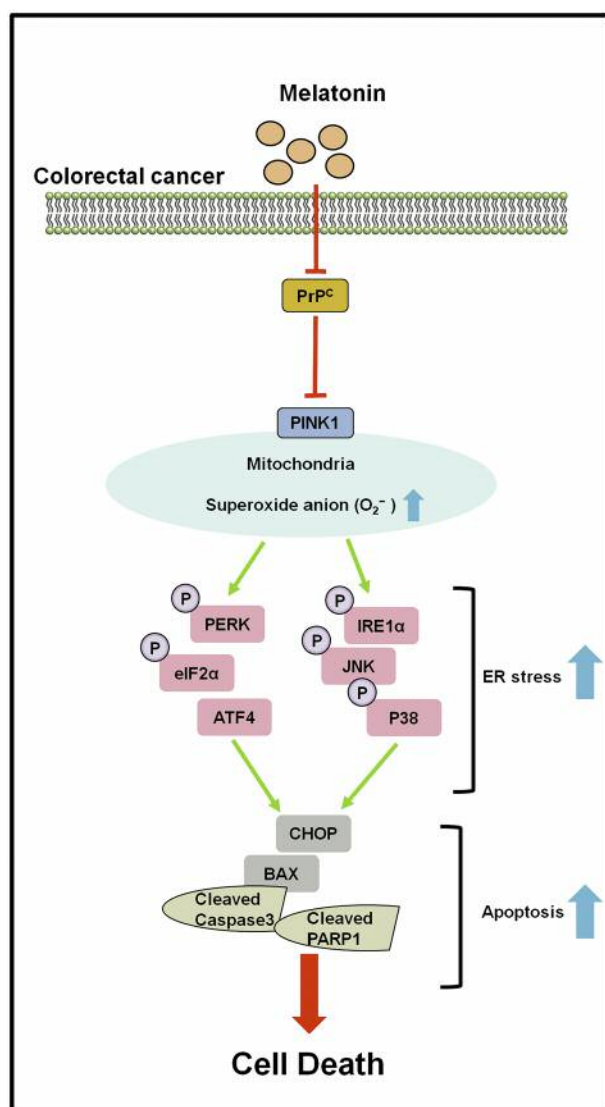 Melatonin
Colorectal cancer
PrPᶜ
PINK1
Mitochondria
Superoxide anion (O₂⁻ )
P
PERK
P
eIF2α
ATF4
P
IRE1α
P
JNK
P
P38
ER stress
CHOP
BAX
Cleaved
Caspase3
Cleaved
PARP1
Apoptosis
Cell Death